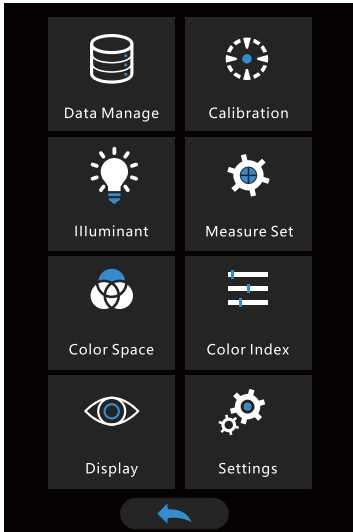 Data Manage
Calibration
Illuminant
Measure Set
Color Space
Color Index
Display
Settings